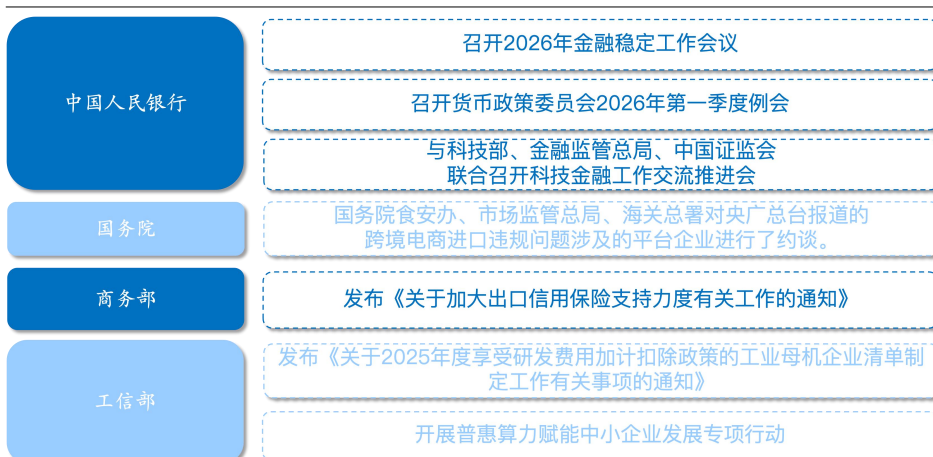 中国人民银行
召开2026年金融稳定工作会议
召开货币政策委员会2026年第一季度例会
与科技部、金融监管总局、中国证监会
联合召开科技金融工作交流推进会
国务院
国务院食安办、市场监管总局、海关总署对央广总台报道的
跨境电商进口违规问题涉及的平台企业进行了约谈。
商务部
发布《关于加大出口信用保险支持力度有关工作的通知》
工信部
发布《关于2025年度享受研发费用加计扣除政策的工业母机企业清单制
定工作有关事项的通知》
开展普惠算力赋能中小企业发展专项行动